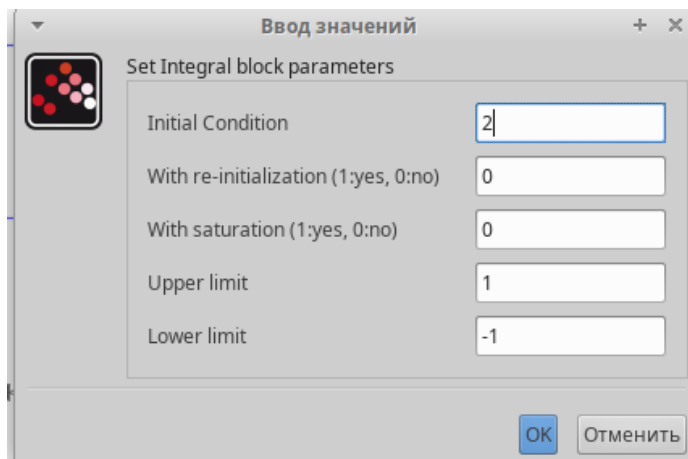 Ввод значений
Set Integral block parameters
Initial Condition 2
With re-initialization (1:yes, 0:no) 0
With saturation (1:yes, 0:no) 0
Upper limit 1
Lower limit -1
OK Отменить